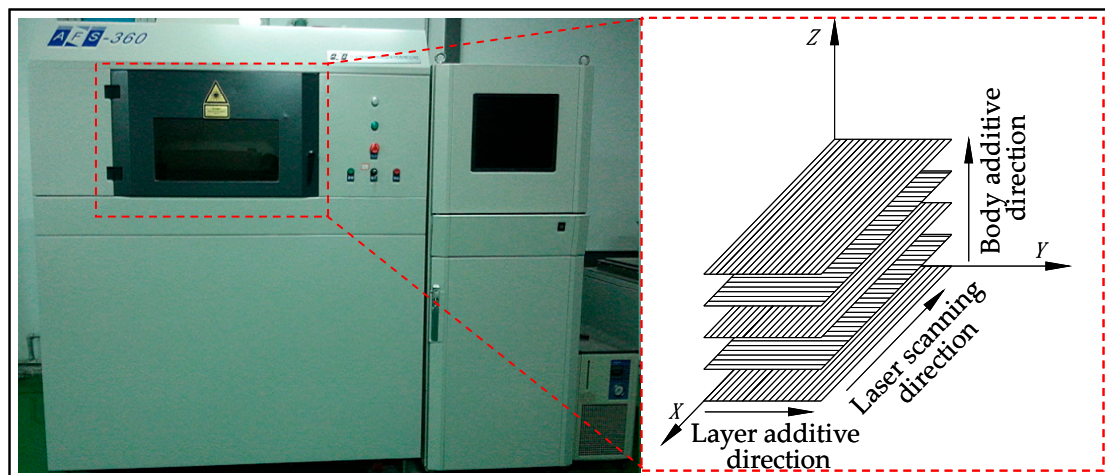 AFS-360
Z
Body additive
direction
Y
Laser scanning
direction
X
Layer additive
direction